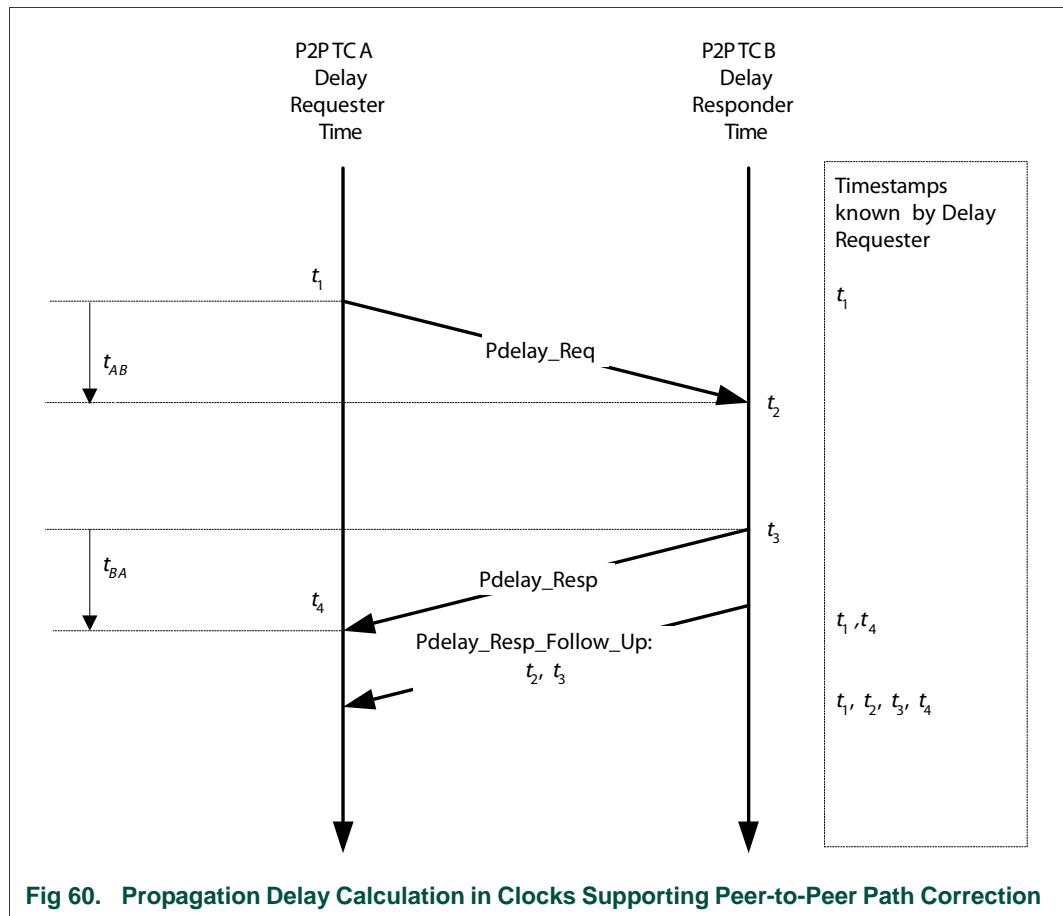 P2P TC A
Delay
Requester
Time
P2P TC B
Delay
Responder
Time
Timestamps
known by Delay
Requester
t1
t1
Pdelay_Req
tAB
t2
t3
tBA
Pdelay_Resp
t4
t1 ,t4
Pdelay_Resp_Follow_Up:
t2, t3
t1, t2, t3, t4
Fig 60. Propagation Delay Calculation in Clocks Supporting Peer-to-Peer Path Correction